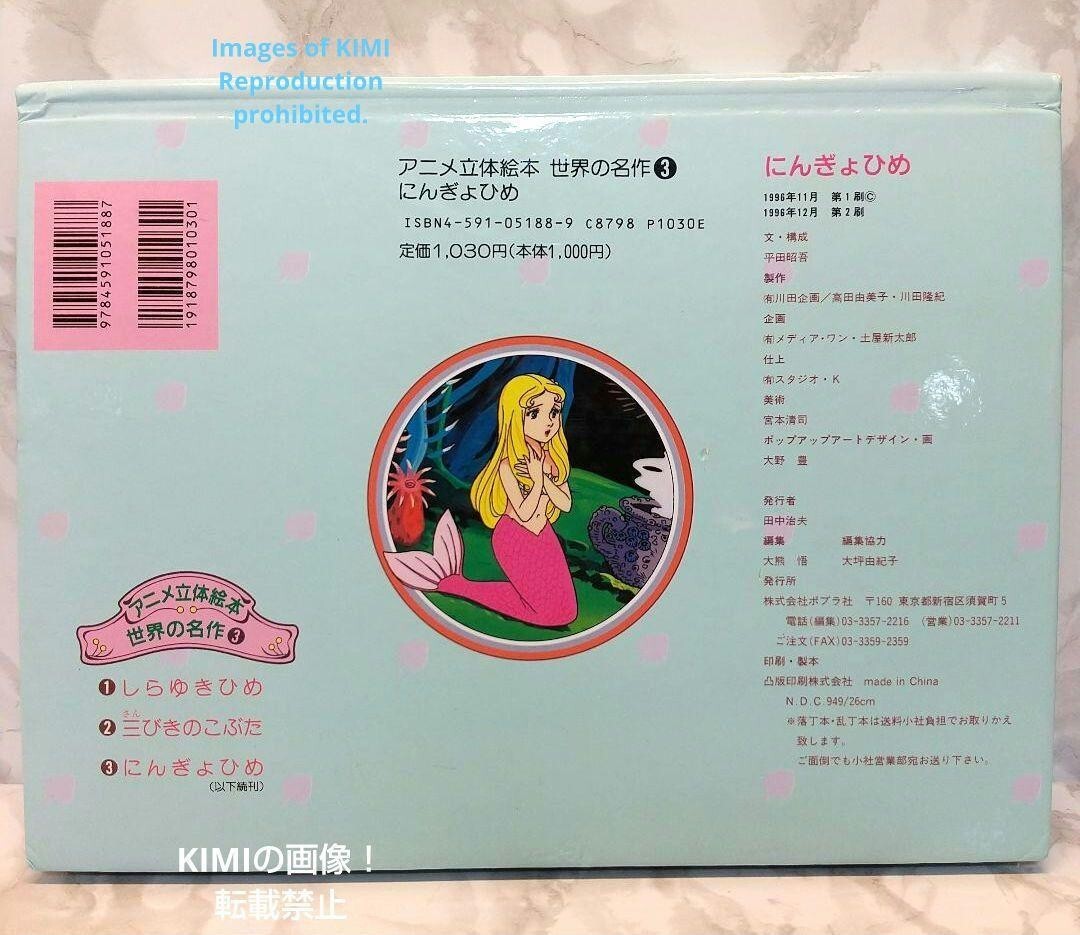 Images of KIMI
Reproduction
prohibited.
アニメ立体絵本 世界の名作❸
にんぎょひめ
ISBN4-591-05188-9 C8798 P1030E
定価1,030円(本体1,000円)
9784591051887
1918798010301
にんぎょひめ
1996年11月 第1刷©
1996年12月 第2刷
文・構成
平田昭吾
製作
㈲川田企画/高田由美子・川田隆紀
企画
㈲メディア・ワン・土屋新太郎
仕上
㈲スタジオ・K
美術
宮本清司
ポップアップアートデザイン・画
大野 豊
発行者
田中治夫
編集 編集協力
大熊 悟 大坪由紀子
発行所
株式会社ポプラ社 〒160 東京都新宿区須賀町5
電話(編集)03-3357-2216 (営業)03-3357-2211
ご注文(FAX)03-3359-2359
印刷・製本
凸版印刷株式会社 made in China
N.D.C.949/26cm
※落丁本・乱丁本は送料小社負担でお取りかえ
致します。
ご面倒でも小社営業部宛お送り下さい。
アニメ立体絵本
世界の名作❸
❶しらゆきひめ
さん
❷三びきのこぶた
❸にんぎょひめ
(以下続刊)
KIMIの画像!
転載禁止